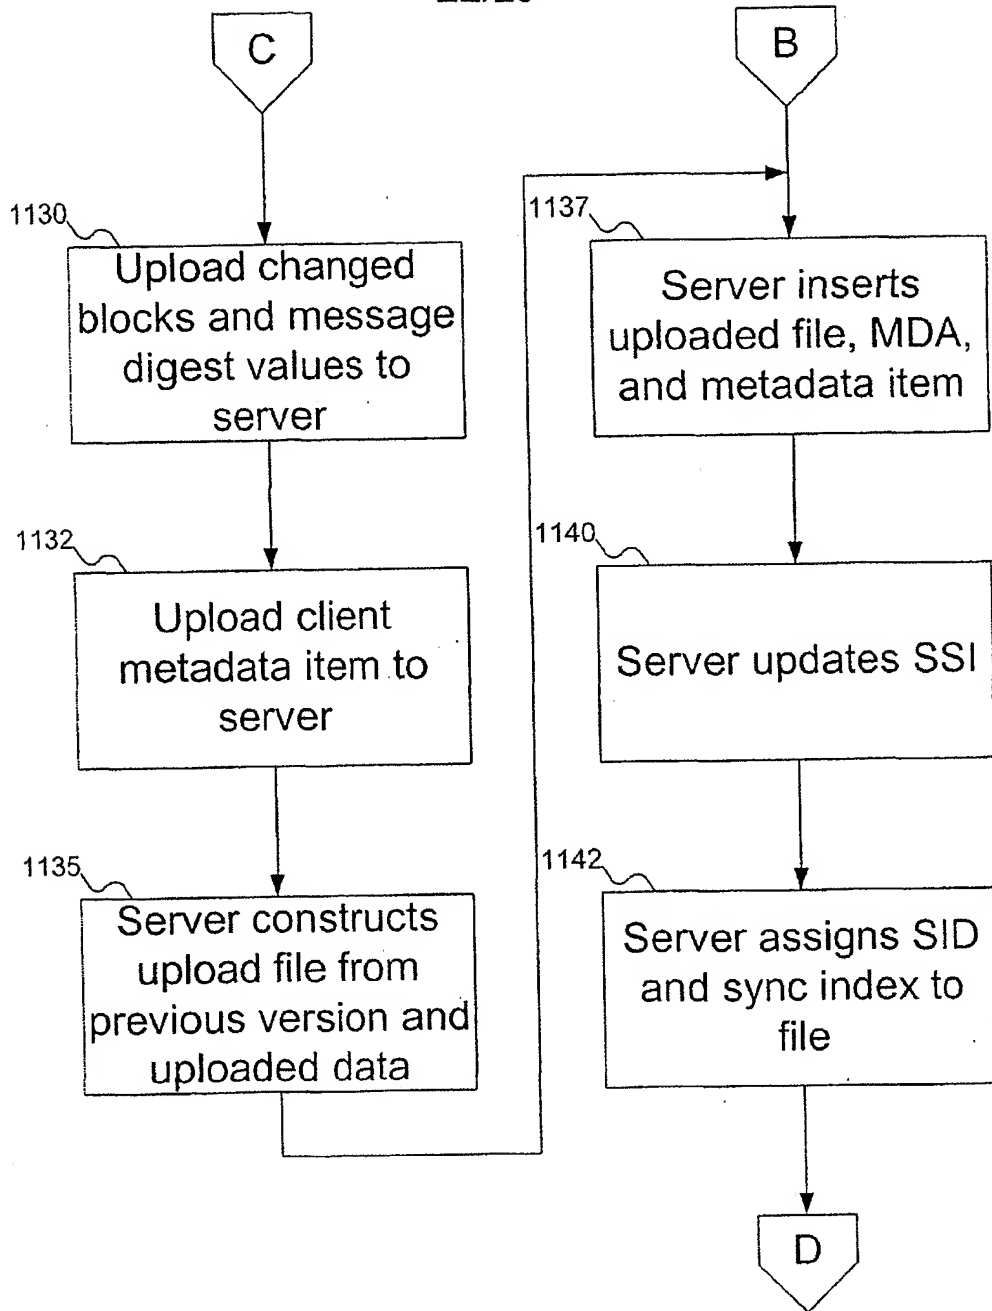 C
1130
Upload changed
blocks and message
digest values to
server
1132
Upload client
metadata item to
server
1135
Server constructs
upload file from
previous version and
uploaded data
B
1137
Server inserts
uploaded file, MDA,
and metadata item
1140
Server updates SSI
1142
Server assigns SID
and sync index to
file
D